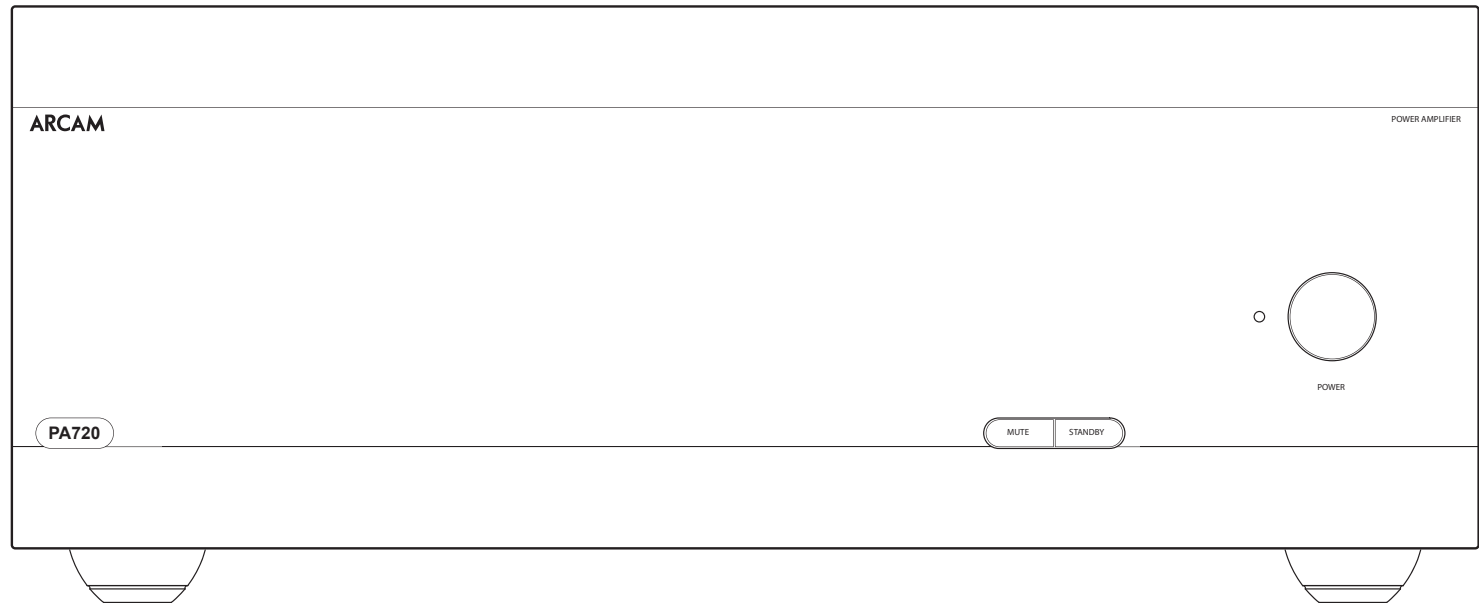 ARCAM
POWER AMPLIFIER
POWER
PA720
MUTE
STANDBY